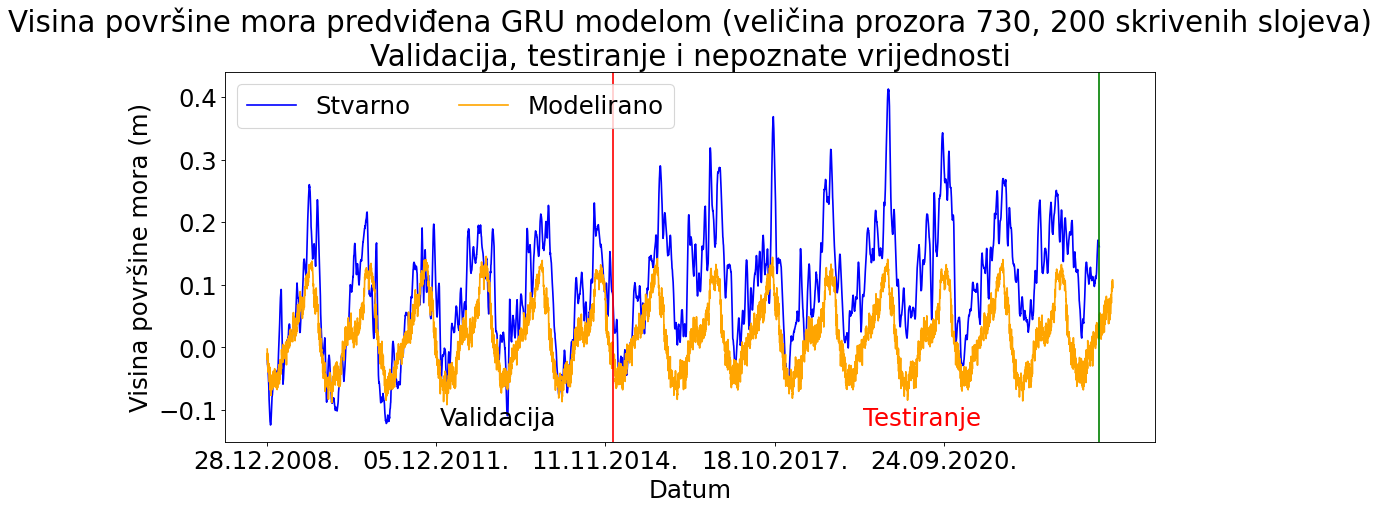 Visina površine mora predviđena GRU modelom (veličina prozora 730, 200 skrivenih slojeva)
Validacija, testiranje i nepoznate vrijednosti
Stvarno
Modelirano
Visina površine mora (m)
0.4
0.3
0.2
0.1
0.0
−0.1
Validacija
Testiranje
28.12.2008.
05.12.2011.
11.11.2014.
18.10.2017.
24.09.2020.
Datum